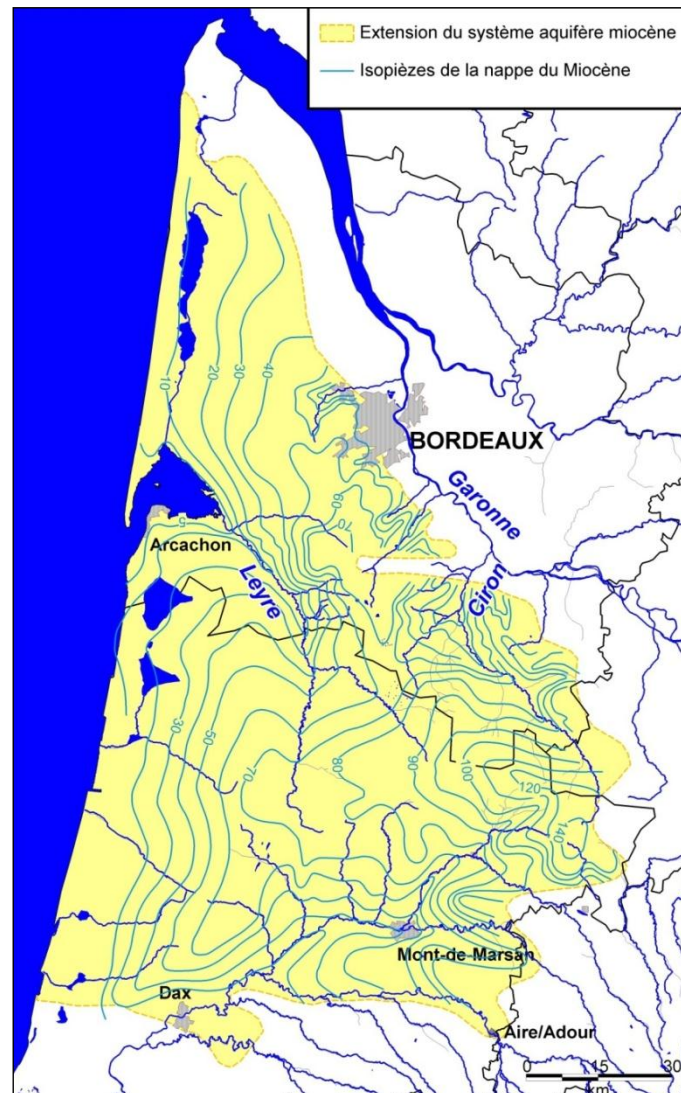 Extension du système aquifère miocène
Isopièzes de la nappe du Miocène
10
20
30
40
BORDEAUX
Garonne
60
70
5
Arcachon
Leyre
Ciron
30
50
70
80
90
100
120
140
Mont-de-Marsan
Dax
Aire/Adour
0
15
30
km